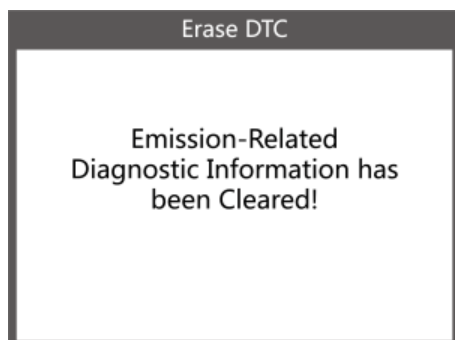 Erase DTC
Emission-Related
Diagnostic Information has
been Cleared!